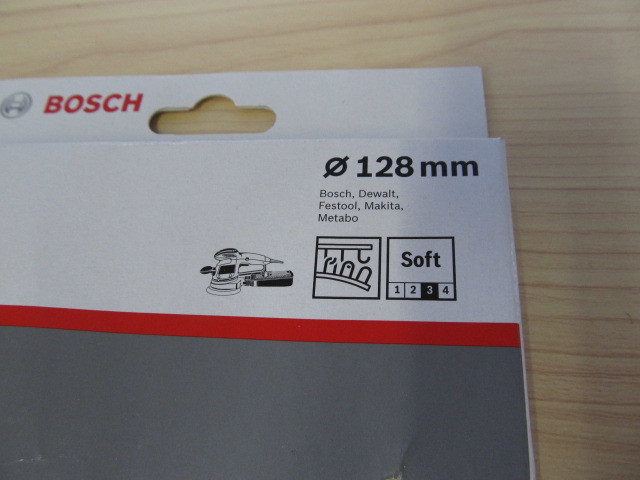 BOSCH
Ø 128 mm
Bosch, Dewalt,
Festool, Makita,
Metabo
Soft
1 2 3 4